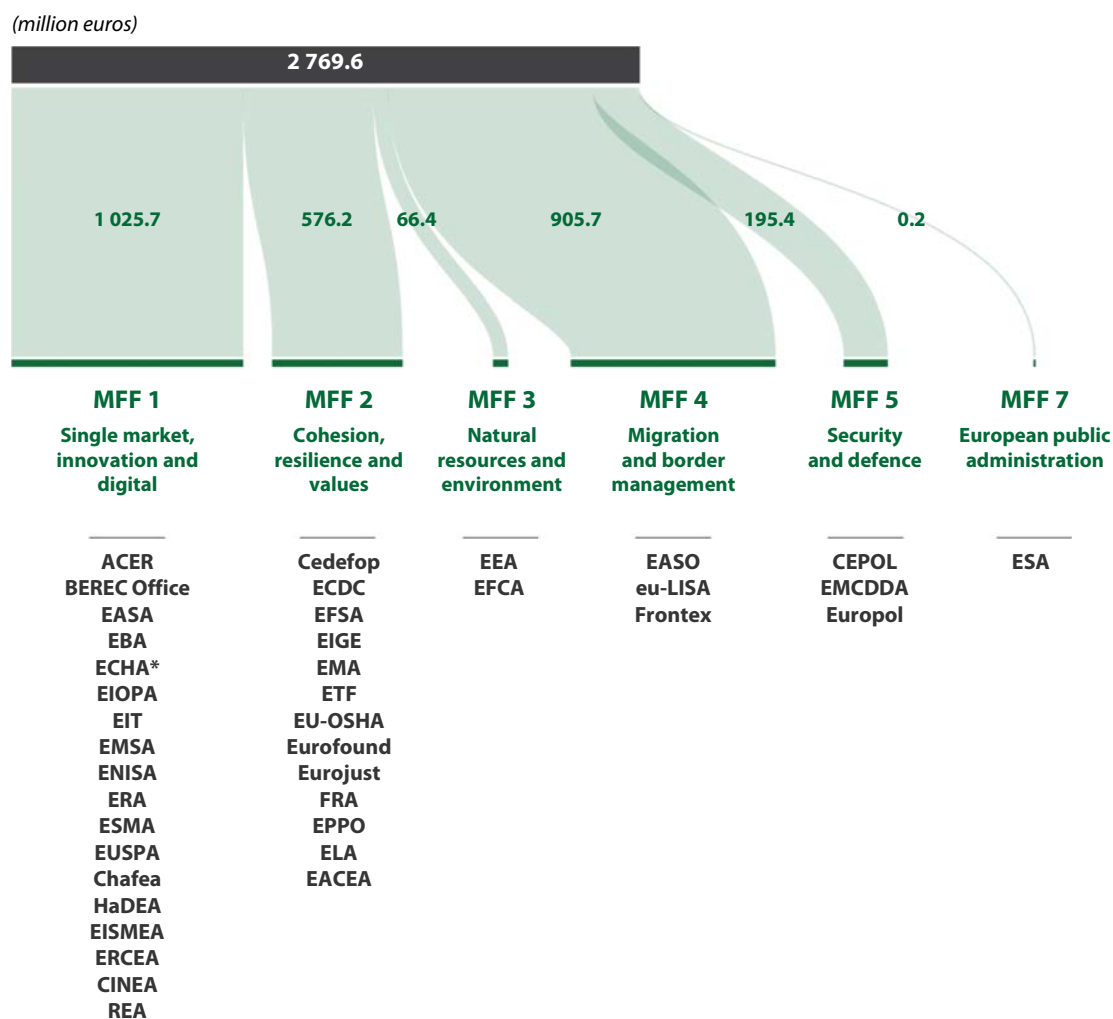 (million euros)
2 769.6
1 025.7
576.2
66.4
905.7
195.4
0.2
MFF 1
Single market,
innovation and
digital
ACER
BEREC Office
EASA
EBA
ECHA*
EIOPA
EIT
EMSA
ENISA
ERA
ESMA
EUSPA
Chafea
HaDEA
EISMEA
ERCEA
CINEA
REA
MFF 2
Cohesion,
resilience and
values
Cedefop
ECDC
EFSA
EIGE
EMA
ETF
EU-OSHA
Eurofound
Eurojust
FRA
EPPO
ELA
EACEA
MFF 3
Natural
resources and
environment
EEA
EFCA
MFF 4
Migration
and border
management
EASO
eu-LISA
Frontex
MFF 5
Security
and defence
CEPOL
EMCDDA
Europol
MFF 7
European public
administration
ESA